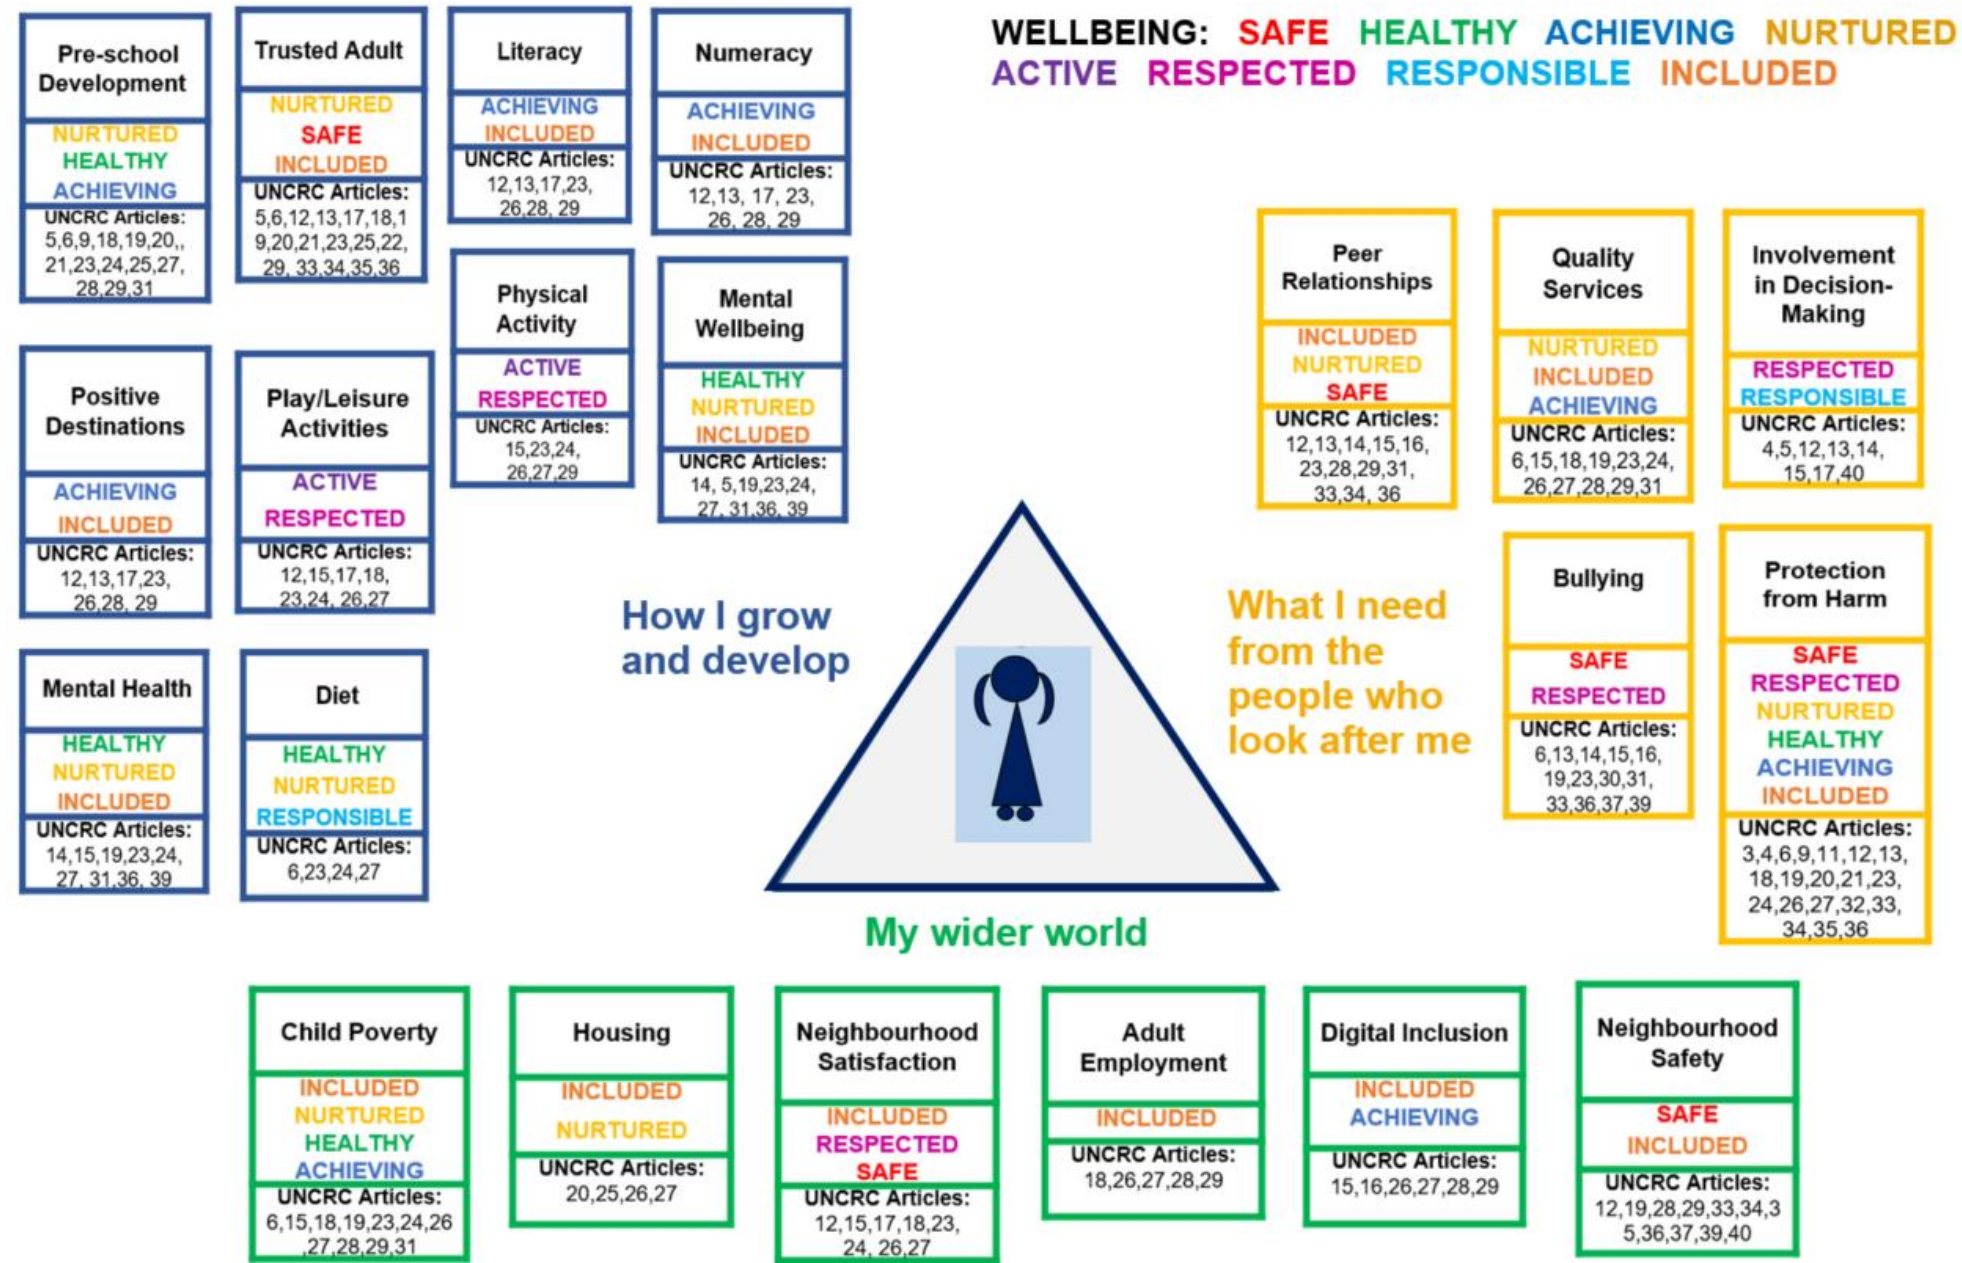 WELLBEING: SAFE HEALTHY ACHIEVING NURTURED
ACTIVE RESPECTED RESPONSIBLE INCLUDED
Pre-school
Development
NURTURED
HEALTHY
ACHIEVING
UNCRC Articles:
5,6,9,18,19,20,,
21,23,24,25,27,
28,29,31
Trusted Adult
NURTURED
SAFE
INCLUDED
UNCRC Articles:
5,6,12,13,17,18,1
9,20,21,23,25,22,
29, 33,34,35,36
Literacy
ACHIEVING
INCLUDED
UNCRC Articles:
12,13,17,23,
26,28, 29
Numeracy
ACHIEVING
INCLUDED
UNCRC Articles:
12,13, 17, 23,
26, 28, 29
Physical
Activity
ACTIVE
RESPECTED
UNCRC Articles:
15,23,24,
26,27,29
Mental
Wellbeing
HEALTHY
NURTURED
INCLUDED
UNCRC Articles:
14, 5,19,23,24,
27, 31,36, 39
Positive
Destinations
ACHIEVING
INCLUDED
UNCRC Articles:
12,13,17,23,
26,28, 29
Play/Leisure
Activities
ACTIVE
RESPECTED
UNCRC Articles:
12,15,17,18,
23,24, 26,27
Mental Health
HEALTHY
NURTURED
INCLUDED
UNCRC Articles:
14,15,19,23,24,
27, 31,36, 39
Diet
HEALTHY
NURTURED
RESPONSIBLE
UNCRC Articles:
6,23,24,27
How I grow
and develop
Peer
Relationships
INCLUDED
NURTURED
SAFE
UNCRC Articles:
12,13,14,15,16,
23,28,29,31,
33,34, 36
Quality
Services
NURTURED
INCLUDED
ACHIEVING
UNCRC Articles:
6,15,18,19,23,24,
26,27,28,29,31
Involvement
in Decision-
Making
RESPECTED
RESPONSIBLE
UNCRC Articles:
4,5,12,13,14,
15,17,40
What I need
from the
people who
look after me
Bullying
SAFE
RESPECTED
UNCRC Articles:
6,13,14,15,16,
19,23,30,31,
33,36,37,39
Protection
from Harm
SAFE
RESPECTED
NURTURED
HEALTHY
ACHIEVING
INCLUDED
UNCRC Articles:
3,4,6,9,11,12,13,
18,19,20,21,23,
24,26,27,32,33,
34,35,36
My wider world
Child Poverty
INCLUDED
NURTURED
HEALTHY
ACHIEVING
UNCRC Articles:
6,15,18,19,23,24,26
,27,28,29,31
Housing
INCLUDED
NURTURED
UNCRC Articles:
20,25,26,27
Neighbourhood
Satisfaction
INCLUDED
RESPECTED
SAFE
UNCRC Articles:
12,15,17,18,23,
24, 26,27
Adult
Employment
INCLUDED
UNCRC Articles:
18,26,27,28,29
Digital Inclusion
INCLUDED
ACHIEVING
UNCRC Articles:
15,16,26,27,28,29
Neighbourhood
Safety
SAFE
INCLUDED
UNCRC Articles:
12,19,28,29,33,34,3
5,36,37,39,40